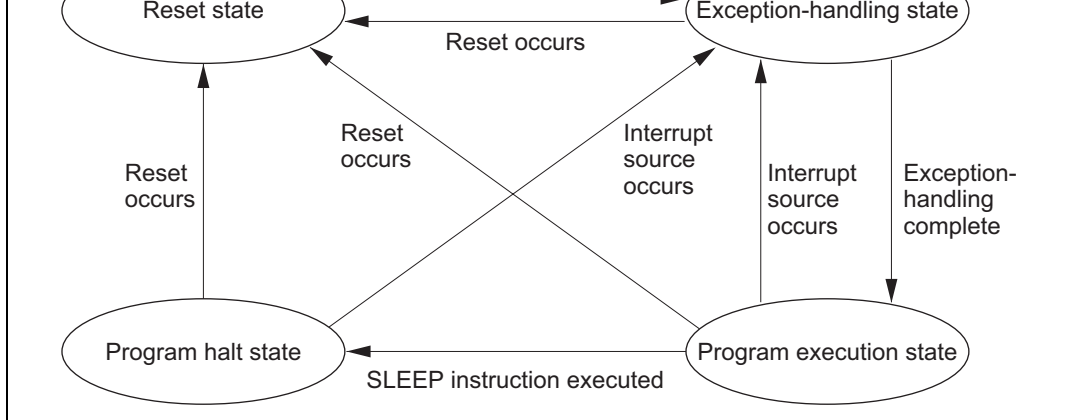 Reset state
Exception-handling state
Reset occurs
Reset
occurs
Interrupt
source
occurs
Reset
occurs
Interrupt
source
occurs
Exception-
handling
complete
Program halt state
Program execution state
SLEEP instruction executed